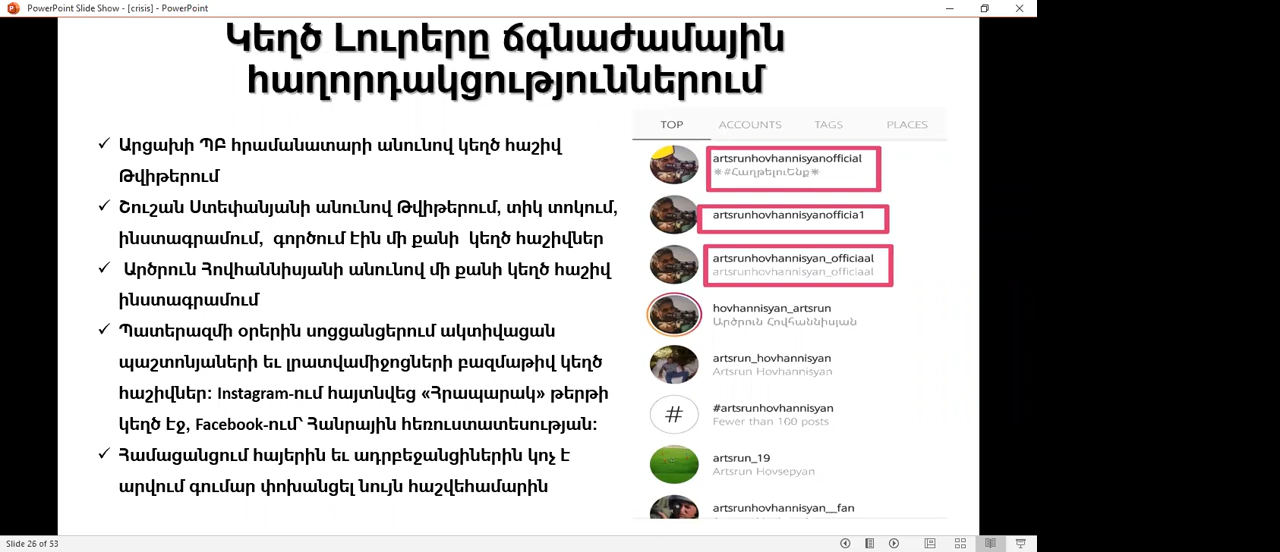 PowerPoint Slide Show - [crisis] - PowerPoint
Կեղծ Լուրերը ճգնաժամային
հաղորդակցություններում
✓ Արցախի ՊԲ հրամանատարի անունով կեղծ հաշիվ
Թվիթերում
✓ Շուշան Ստեփանյանի անունով Թվիթերում, տիկ տոկում,
ինստագրամում, գործում էին մի քանի կեղծ հաշիվներ
✓ Արծրուն Հովհաննիսյանի անունով մի քանի կեղծ հաշիվ
ինստագրամում
✓ Պատերազմի օրերին սոցցանցերում ակտիվացան
պաշտոնյաների եւ լրատվամիջոցների բազմաթիվ կեղծ
հաշիվներ: Instagram-ում հայտնվեց «Հրապարակ» թերթի
կեղծ էջ, Facebook-ում՝ Հանրային հեռուստատեսության:
✓ Համացանցում հայերին եւ ադրբեջանցիներին կոչ է
արվում գումար փոխանցել նույն հաշվեհամարին
TOP ACCOUNTS TAGS PLACES
artsrunhovhannisyanofficial
※#ՀաղթելուԵնք※
artsrunhovhannisyanofficia1
artsrunhovhannisyan_officiaal
artsrunhovhannisyan_officiaal
hovhannisyan_artsrun
Արծրուն Հովհաննիսյան
artsrun_hovhannisyan
Artsrun Hovhannisyan
#
#artsrunhovhannisyan
Fewer than 100 posts
artsrun_19
Artsrun Hovsepyan
artsrunhovhannisyan__fan
Slide 26 of 53